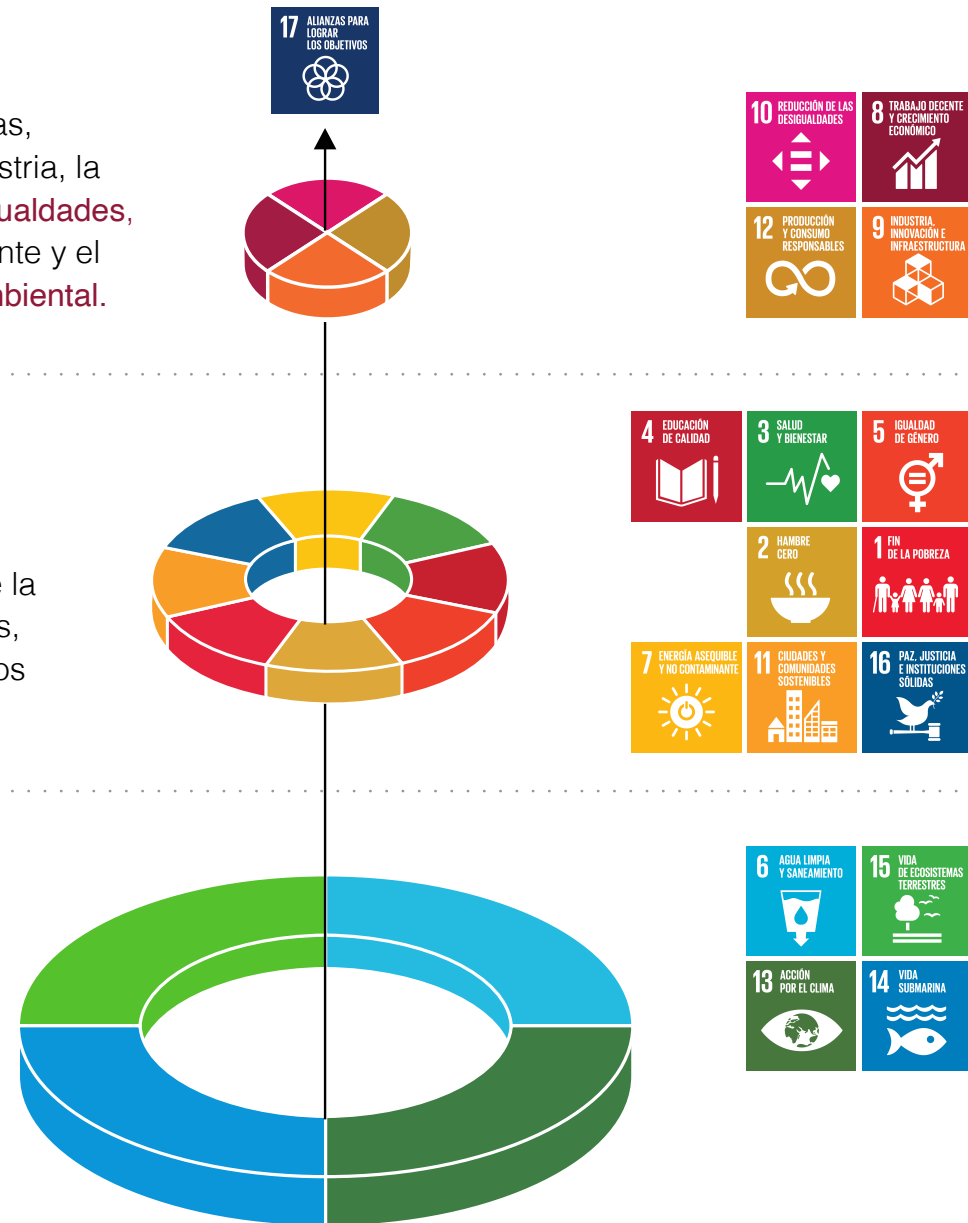 17 ALIANZAS PARA
LOGRAR
LOS OBJETIVOS
as,
stria, la
ualdades,
nte y el
mbiental.
10 REDUCCIÓN DE LAS
DESIGUALDADES
8 TRABAJO DECENTE
Y CRECIMIENTO
ECONÓMICO
12 PRODUCCIÓN
Y CONSUMO
RESPONSABLES
9 INDUSTRIA,
INNOVACIÓN E
INFRAESTRUCTURA
4 EDUCACIÓN
DE CALIDAD
3 SALUD
Y BIENESTAR
5 IGUALDAD
DE GÉNERO
2 HAMBRE
CERO
1 FIN
DE LA POBREZA
e la
s,
os
7 ENERGÍA ASEQUIBLE
Y NO CONTAMINANTE
11 CIUDADES Y
COMUNIDADES
SOSTENIBLES
16 PAZ, JUSTICIA
E INSTITUCIONES
SÓLIDAS
6 AGUA LIMPIA
Y SANEAMIENTO
15 VIDA
DE ECOSISTEMAS
TERRESTRES
13 ACCIÓN
POR EL CLIMA
14 VIDA
SUBMARINA